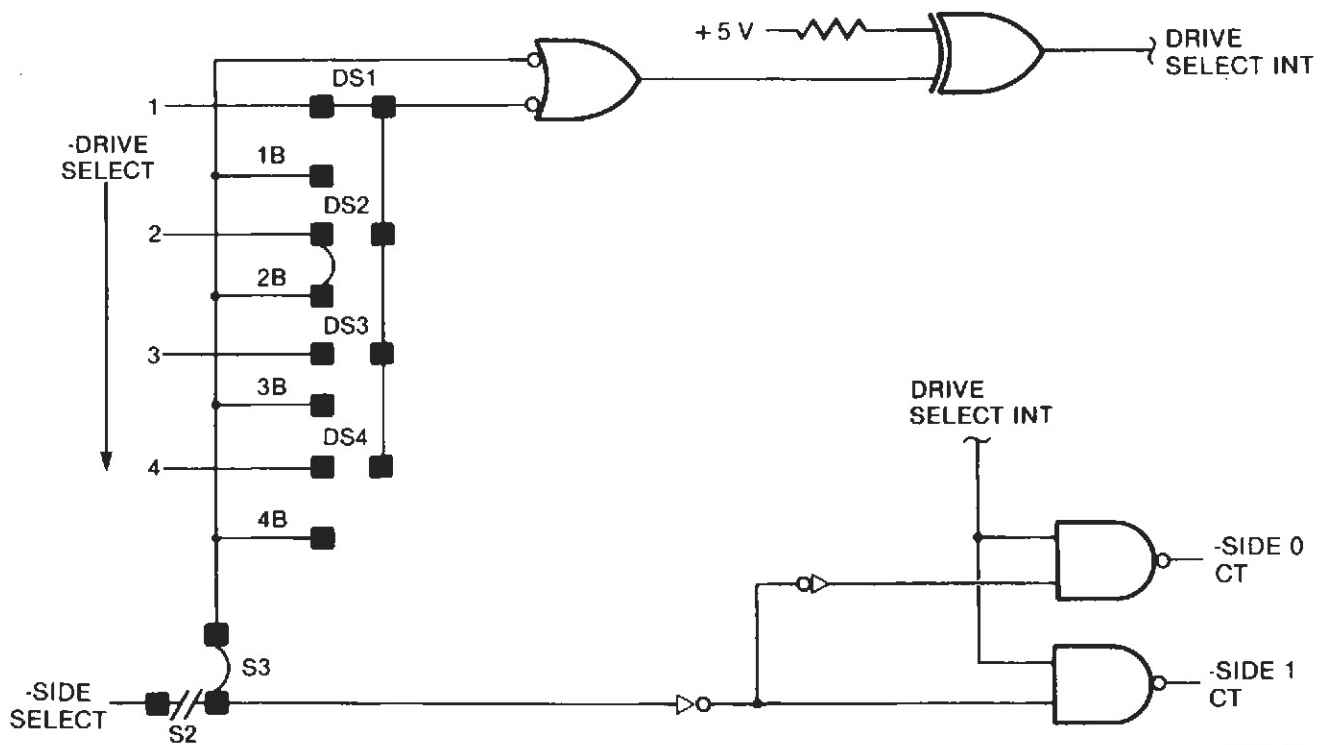 + 5 V
DRIVE
SELECT INT
DS1
1
-DRIVE
SELECT
1B
DS2
2
2B
DS3
3
3B
DS4
4
4B
DRIVE
SELECT INT
-SIDE 0
CT
S3
-SIDE
SELECT
S2
-SIDE 1
CT